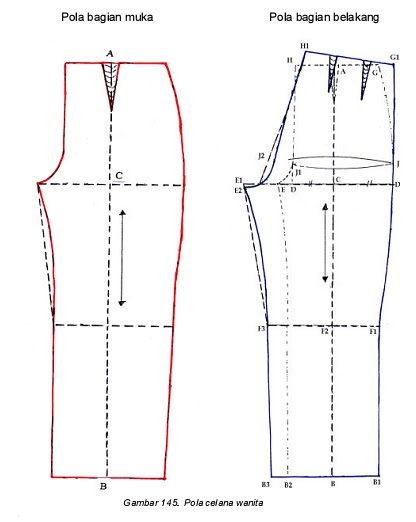 Pola bagian muka
Pola bagian belakang
A
C
B
H1
H
A
G
G1
J2
J1
J
E1
E2
E
D
C
D
F3
F2
F1
B3
B2
B
B1
Gambar 145. Pola celana wanita